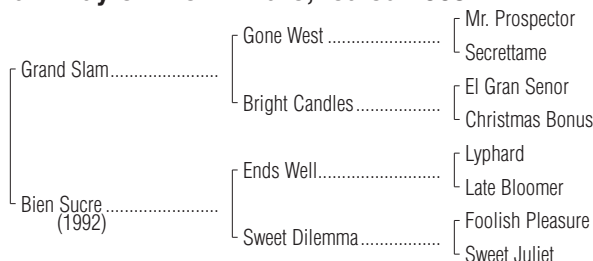 Mr. Prospector
Gone West
Secrettame
Grand Slam
El Gran Senor
Bright Candles
Christmas Bonus
Lyphard
Ends Well
Late Bloomer
Bien Sucre
(1992)
Foolish Pleasure
Sweet Dilemma
Sweet Juliet